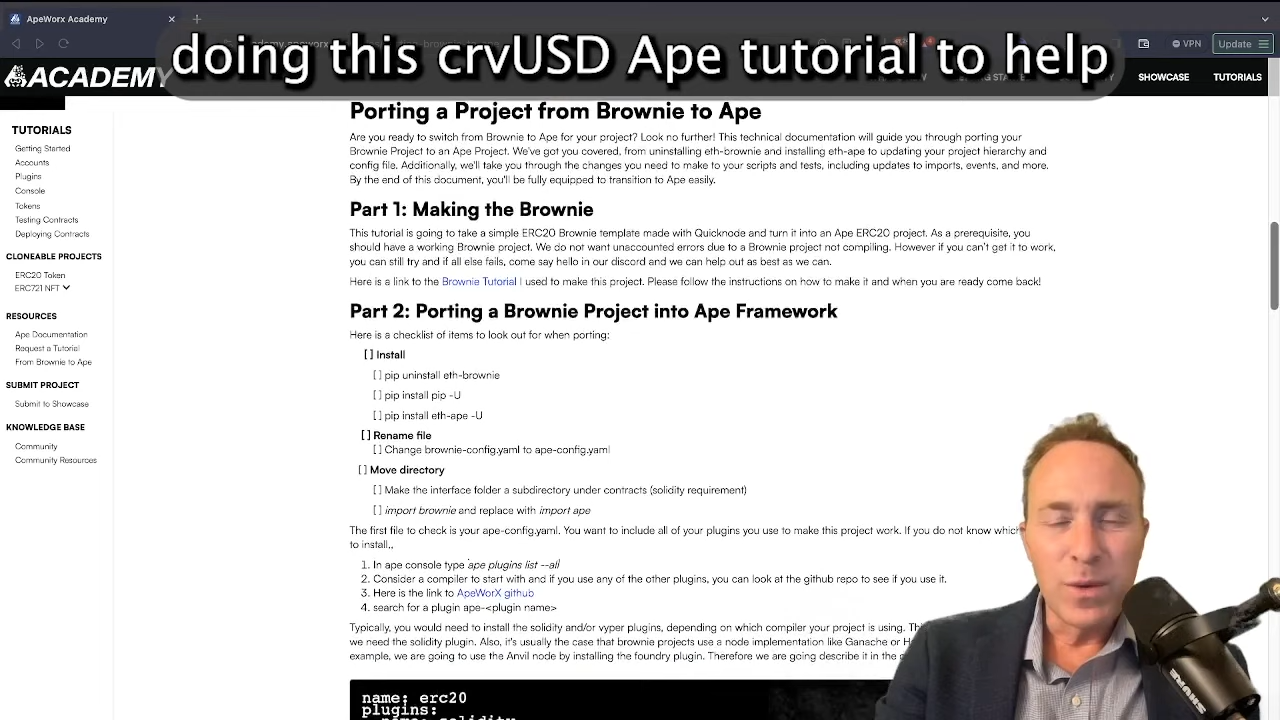 ApeWorx Academy
doing this crvUSD Ape tutorial to help
VPN
Update
ACADEMY
SHOWCASE
TUTORIALS
TUTORIALS
Getting Started
Accounts
Plugins
Console
Tokens
Testing Contracts
Deploying Contracts
CLONEABLE PROJECTS
ERC20 Token
ERC721 NFT
RESOURCES
Ape Documentation
Request a Tutorial
From Brownie to Ape
SUBMIT PROJECT
Submit to Showcase
KNOWLEDGE BASE
Community
Community Resources
Porting a Project from Brownie to Ape
Are you ready to switch from Brownie to Ape for your project? Look no further! This technical documentation will guide you through porting your
Brownie Project to an Ape Project. We've got you covered, from uninstalling eth-brownie and installing eth-ape to updating your project hierarchy and
config file. Additionally, we'll take you through the changes you need to make to your scripts and tests, including updates to imports, events, and more.
By the end of this document, you'll be fully equipped to transition to Ape easily.
Part 1: Making the Brownie
This tutorial is going to take a simple ERC20 Brownie template made with Quicknode and turn it into an Ape ERC20 project. As a prerequisite, you
should have a working Brownie project. We do not want unaccounted errors due to a Brownie project not compiling. However if you can't get it to work,
you can still try and if all else fails, come say hello in our discord and we can help out as best as we can.
Here is a link to the Brownie Tutorial I used to make this project. Please follow the instructions on how to make it and when you are ready come back!
Part 2: Porting a Brownie Project into Ape Framework
Here is a checklist of items to look out for when porting:
[ ] Install
[ ] pip uninstall eth-brownie
[ ] pip install pip -U
[ ] pip install eth-ape -U
[ ] Rename file
[ ] Change brownie-config.yaml to ape-config.yaml
[ ] Move directory
[ ] Make the interface folder a subdirectory under contracts (solidity requirement)
[ ] import brownie and replace with import ape
The first file to check is your ape-config.yaml. You want to include all of your plugins you use to make this project work. If you do not know which
to install,,
1. In ape console type `ape plugins list --all`
2. Consider a compiler to start with and if you use any of the other plugins, you can look at the github repo to see if you use it.
3. Here is the link to ApeWorX github
4. search for a plugin ape-<plugin name>
Typically, you would need to install the solidity and/or vyper plugins, depending on which compiler your project is using.
we need the solidity plugin. Also, it's usually the case that brownie projects use a node implementation like Ganache or
example, we are going to use the Anvil node by installing the foundry plugin. Therefore we are going describe it in the
name: erc20
plugins:
SHURE